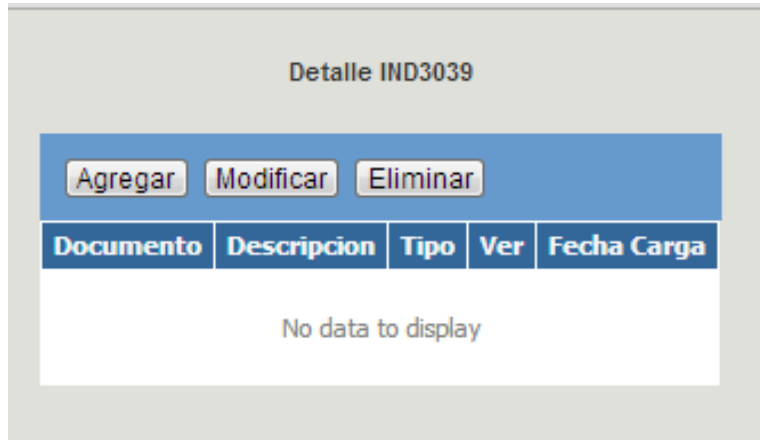 Detalle IND3039
Agregar Modificar Eliminar
Documento Descripcion Tipo Ver Fecha Carga
No data to display